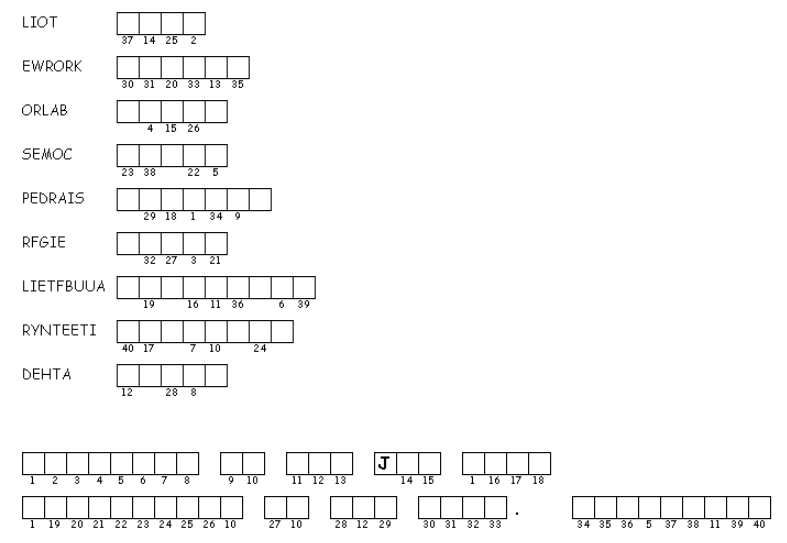 LIOT
37 14 25 2
EWRORK
30 31 20 33 13 35
ORLAB
4 15 26
SEMOC
23 38 22 5
PEDRAIS
29 18 1 34 9
RFGIE
32 27 3 21
LIETFBUUA
19 16 11 36 6 39
RYNTEETI
40 17 7 10 24
DEHTA
12 28 8
J
1 2 3 4 5 6 7 8 9 10 11 12 13 14 15 1 16 17 18
.
1 19 20 21 22 23 24 25 26 10 27 10 28 12 29 30 31 32 33 34 35 36 5 37 38 11 39 40